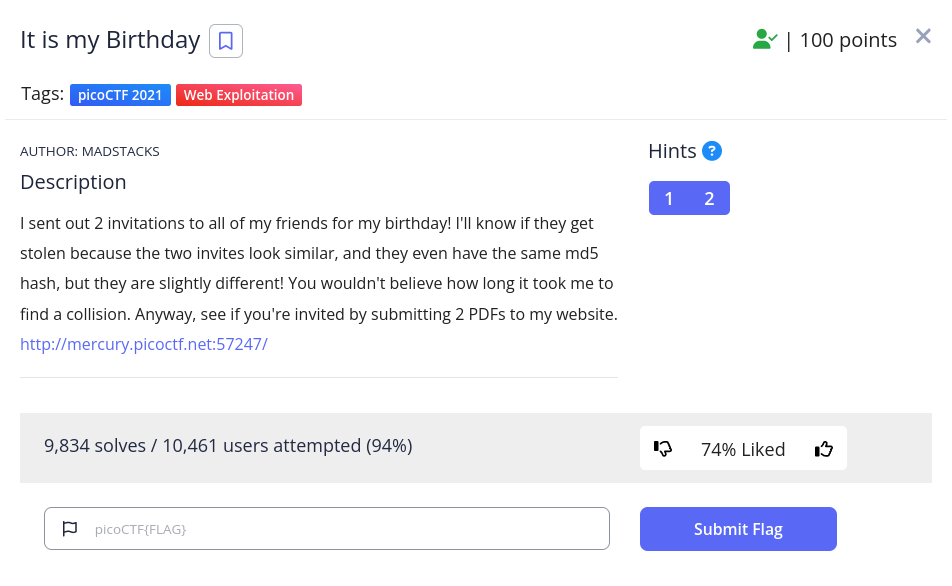 It is my Birthday
| 100 points
Tags: picoCTF 2021 Web Exploitation
AUTHOR: MADSTACKS
Description
I sent out 2 invitations to all of my friends for my birthday! I'll know if they get
stolen because the two invites look similar, and they even have the same md5
hash, but they are slightly different! You wouldn't believe how long it took me to
find a collision. Anyway, see if you're invited by submitting 2 PDFs to my website.
http://mercury.picoctf.net:57247/
Hints ?
1 2
9,834 solves / 10,461 users attempted (94%)
74% Liked
picoCTF{FLAG}
Submit Flag